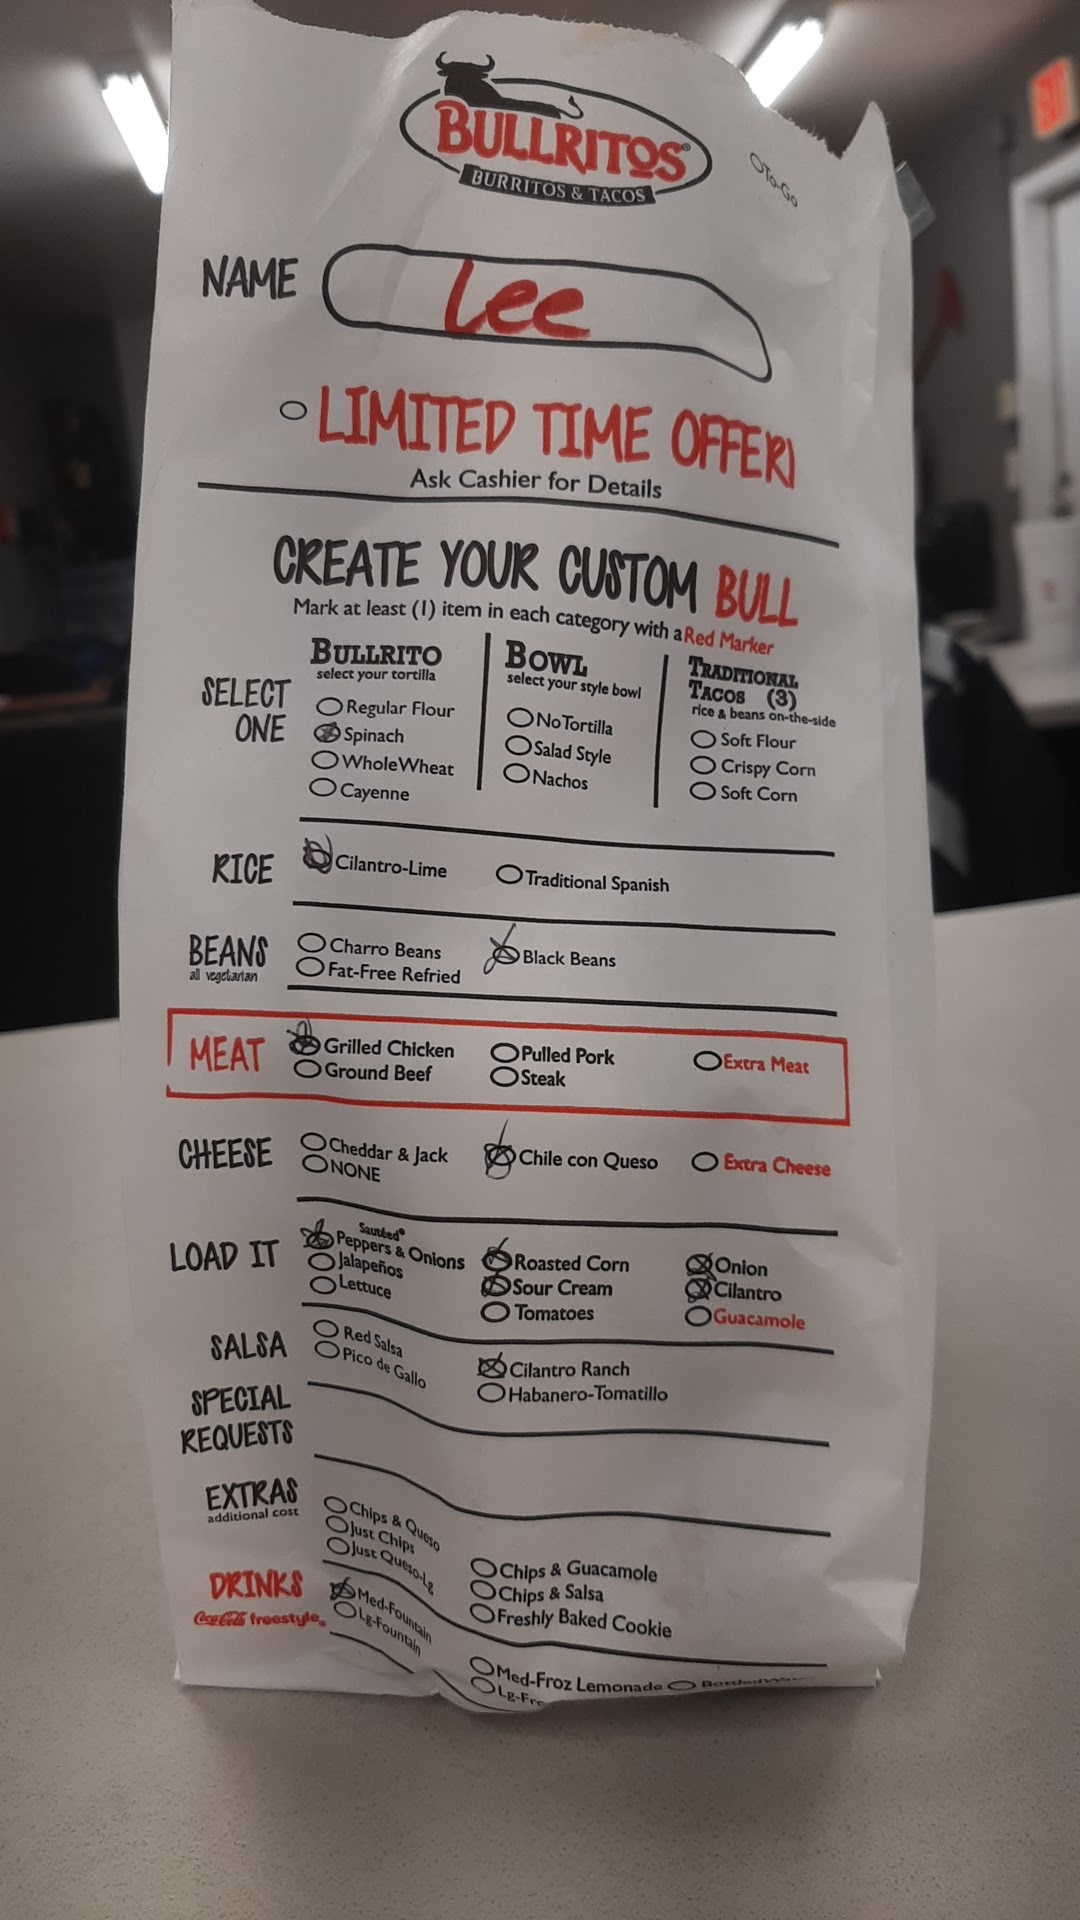 BULLRITOS®
BURRITOS & TACOS
To-Go
NAME Lee
LIMITED TIME OFFER!
Ask Cashier for Details
CREATE YOUR CUSTOM BULL
Mark at least (1) item in each category with a Red Marker
SELECT ONE
BULLRITO
select your tortilla
Regular Flour
Spinach
Whole Wheat
Cayenne
BOWL
select your style bowl
No Tortilla
Salad Style
Nachos
TRADITIONAL
TACOS (3)
rice & beans on-the-side
Soft Flour
Crispy Corn
Soft Corn
RICE
Cilantro-Lime
Traditional Spanish
BEANS
all vegetarian
Charro Beans
Fat-Free Refried
Black Beans
MEAT
Grilled Chicken
Ground Beef
Pulled Pork
Steak
Extra Meat
CHEESE
Cheddar & Jack
NONE
Chile con Queso
Extra Cheese
LOAD IT
Sautéed
Peppers & Onions
Jalapeños
Lettuce
Roasted Corn
Sour Cream
Tomatoes
Onion
Cilantro
Guacamole
SALSA
Red Salsa
Pico de Gallo
Cilantro Ranch
Habanero-Tomatillo
SPECIAL
REQUESTS
EXTRAS
additional cost
Chips & Queso
Just Chips
Just Queso-Lg
Chips & Guacamole
Chips & Salsa
Freshly Baked Cookie
DRINKS
Coca-Cola freestyle®
Med-Fountain
Lg-Fountain
Med-Froz Lemonade
Lg-Fro
EXIT